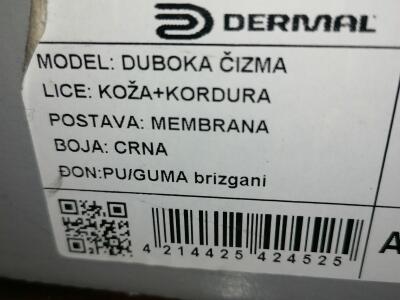 DERMAL
MODEL: DUBOKA ČIZMA
LICE: KOŽA+KORDURA
POSTAVA: MEMBRANA
BOJA: CRNA
ĐON:PU/GUMA brizgani
4 214425 424525
A